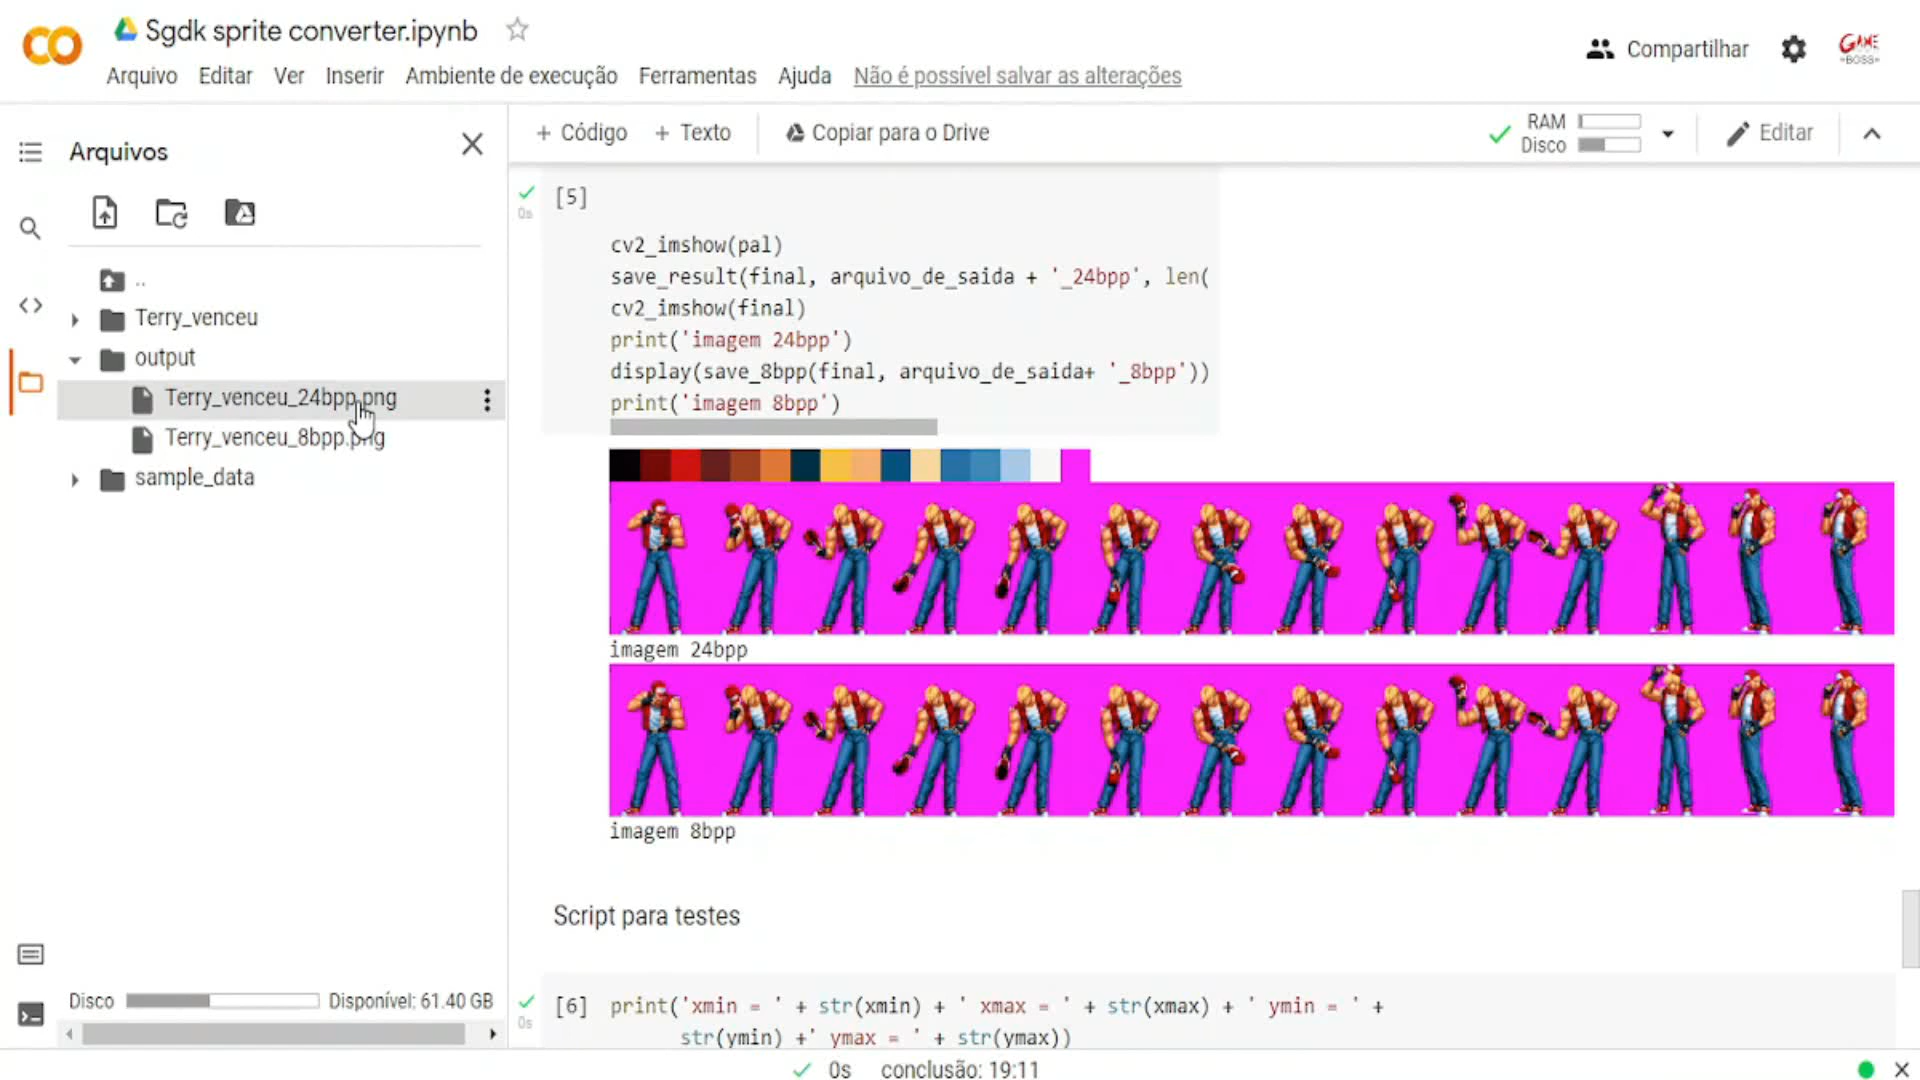 Sgdk sprite converter.ipynb
Arquivo Editar Ver Inserir Ambiente de execução Ferramentas Ajuda Não é possível salvar as alterações
Compartilhar
GAME
=BOSS=
Arquivos
+ Código + Texto Copiar para o Drive
RAM
Disco
Editar
..
Terry_venceu
output
Terry_venceu_24bpp.png
Terry_venceu_8bpp.png
sample_data
Disco Disponível: 61.40 GB
0s
[5]
cv2_imshow(pal)
save_result(final, arquivo_de_saida + '_24bpp', len(
cv2_imshow(final)
print('imagem 24bpp')
display(save_8bpp(final, arquivo_de_saida+ '_8bpp'))
print('imagem 8bpp')
imagem 24bpp
imagem 8bpp
Script para testes
0s
[6] print('xmin = ' + str(xmin) + ' xmax = ' + str(xmax) + ' ymin = ' +
str(ymin) +' ymax = ' + str(ymax))
0s conclusão: 19:11